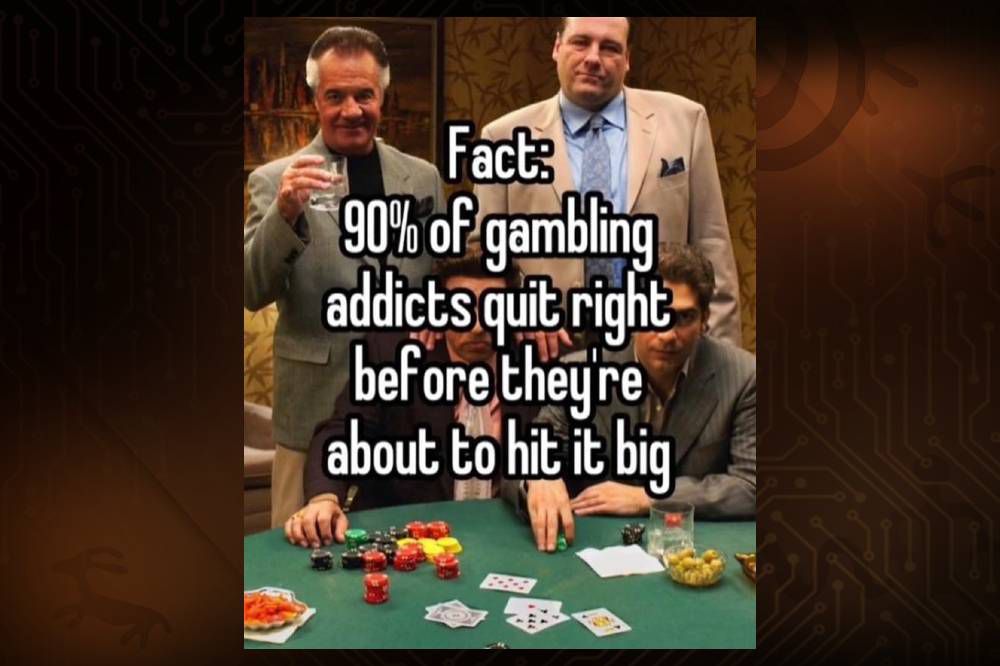 Fact:
90% of gambling
addicts quit right
before they're
about to hit it big